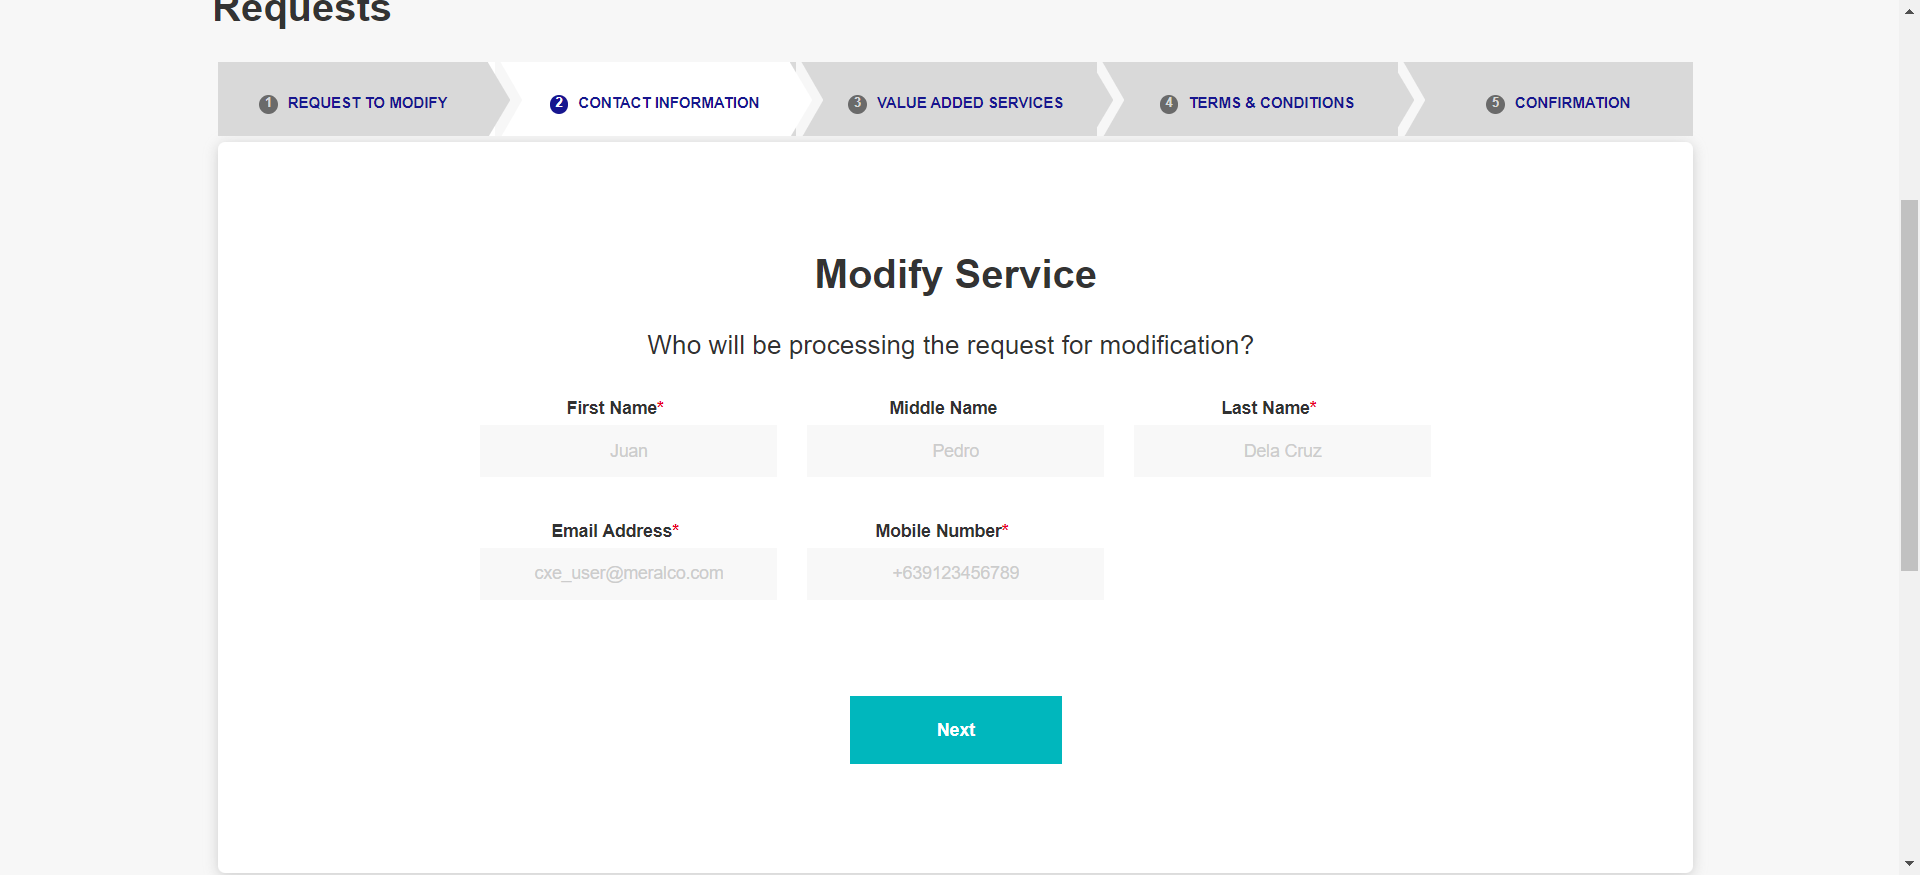 Requests
1 REQUEST TO MODIFY 2 CONTACT INFORMATION 3 VALUE ADDED SERVICES 4 TERMS & CONDITIONS 5 CONFIRMATION
Modify Service
Who will be processing the request for modification?
First Name* Middle Name Last Name*
Juan Pedro Dela Cruz
Email Address* Mobile Number*
cxe_user@meralco.com +639123456789
Next